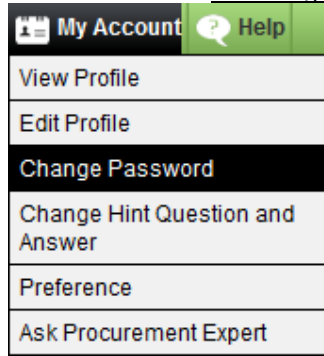 My Account Help
View Profile
Edit Profile
Change Password
Change Hint Question and
Answer
Preference
Ask Procurement Expert